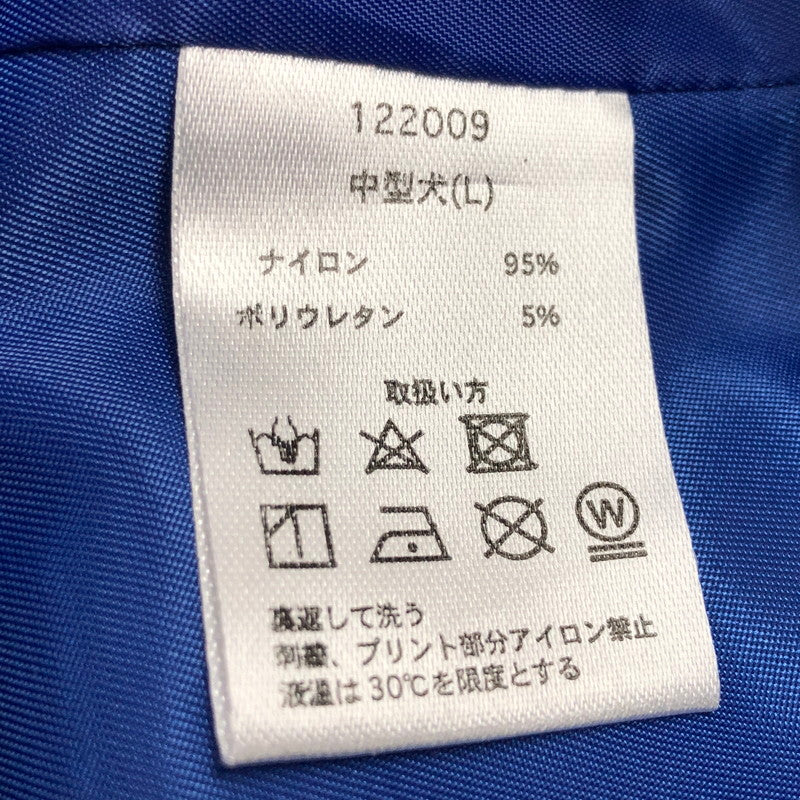 122009
中型犬(L)
ナイロン 95%
ポリウレタン 5%
取扱い方
W
裏返して洗う
刺繍、プリント部分アイロン禁止
液温は30℃を限度とする